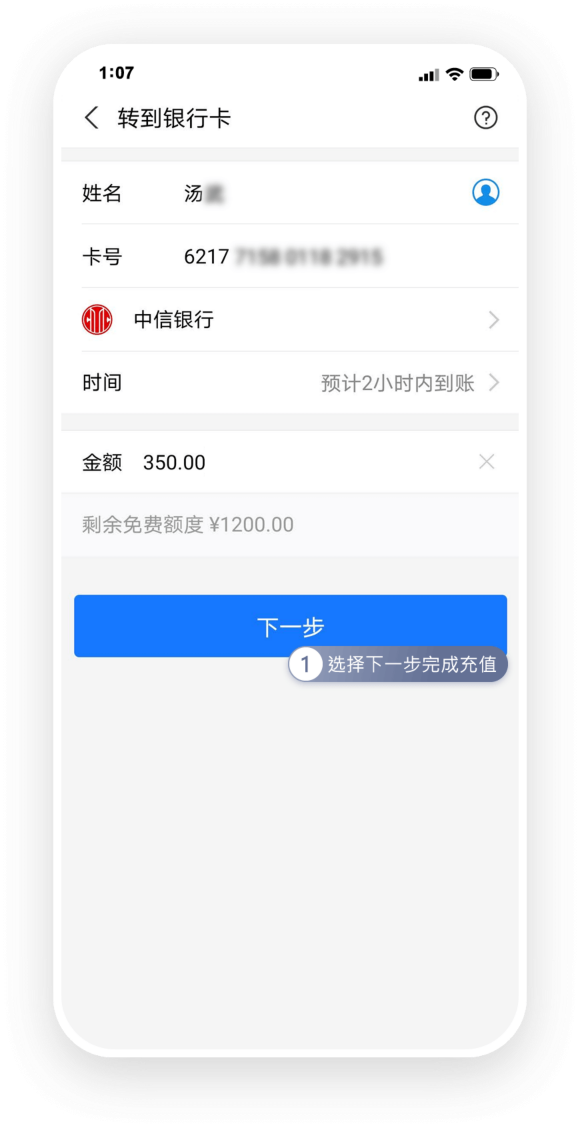 1:07
转到银行卡
姓名 汤
卡号 6217
中信银行
时间 预计2小时内到账
金额 350.00
剩余免费额度 ¥1200.00
下一步
1 选择下一步完成充值